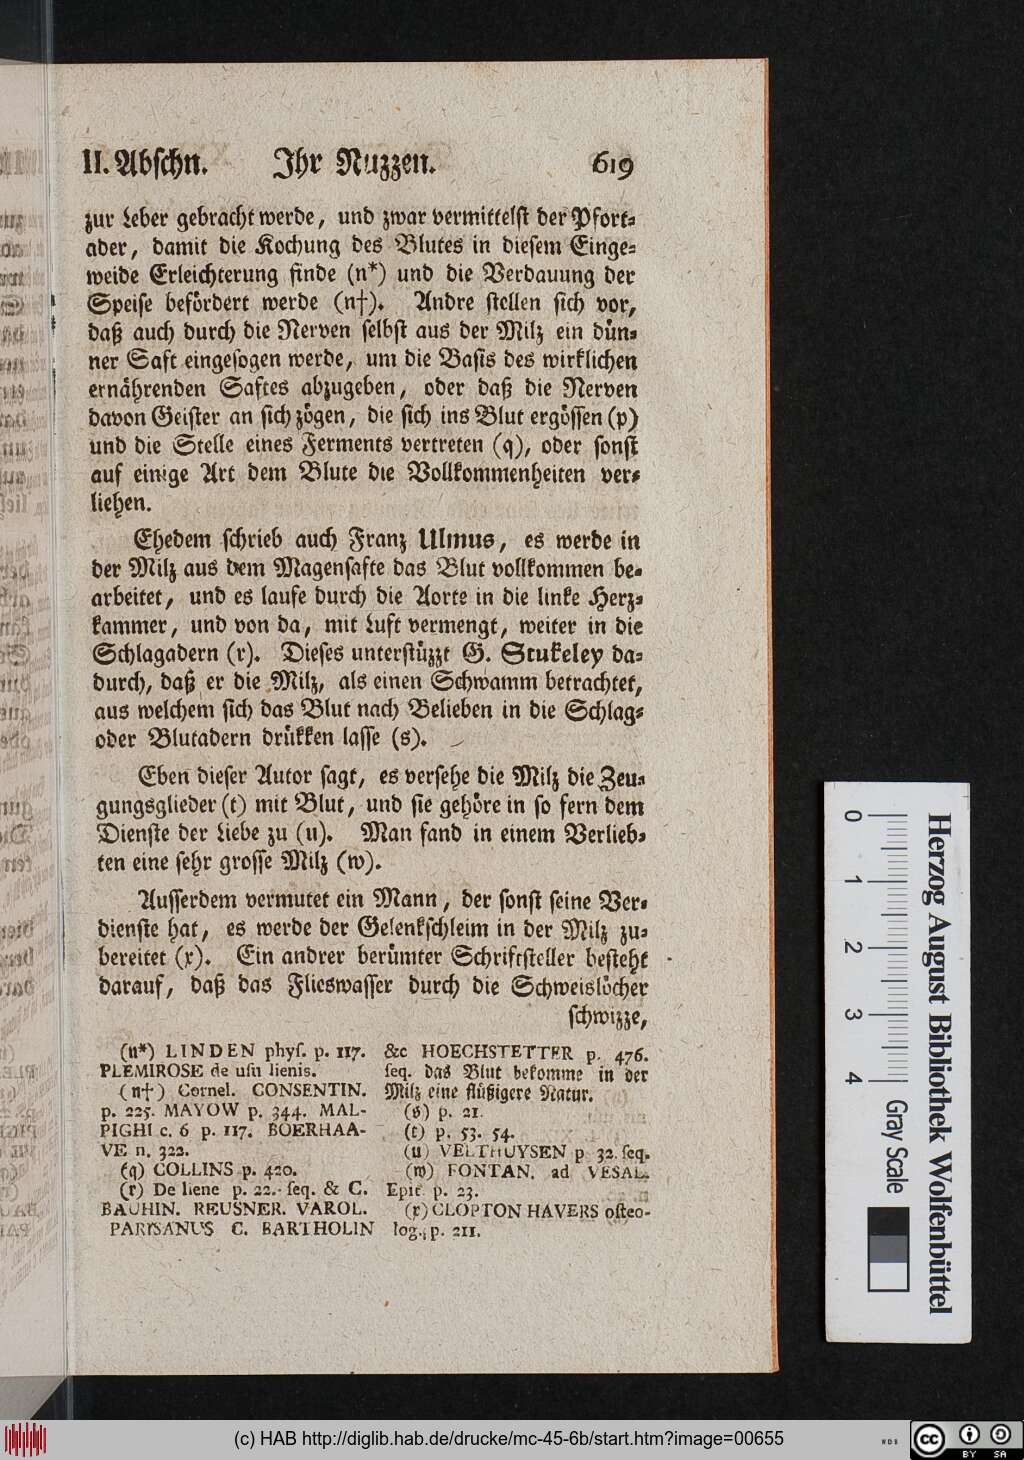 II. Abschn. Ihr Nuzzen. 619
zur Leber gebracht werde, und zwar vermittelst der Pfort-
ader, damit die Kochung des Blutes in diesem Einge-
weide Erleichterung finde (n*) und die Verdauung der
Speise befördert werde (n†). Andre stellen sich vor,
daß auch durch die Nerven selbst aus der Milz ein dün-
ner Saft eingesogen werde, um die Basis des wirklichen
ernährenden Saftes abzugeben, oder daß die Nerven
davon Geister an sich zögen, die sich ins Blut ergössen (p)
und die Stelle eines Ferments vertreten (q), oder sonst
auf einige Art dem Blute die Vollkommenheiten ver-
liehen.
Ehedem schrieb auch Franz Ulmus, es werde in
der Milz aus dem Magensafte das Blut vollkommen be-
arbeitet, und es laufe durch die Aorte in die linke Herz-
kammer, und von da, mit Luft vermengt, weiter in die
Schlagadern (r). Dieses unterstüzzt G. Stukeley da-
durch, daß er die Milz, als einen Schwamm betrachtet,
aus welchem sich das Blut nach Belieben in die Schlag-
oder Blutadern drükken lasse (s).
Eben dieser Autor sagt, es versehe die Milz die Zeu-
gungsglieder (t) mit Blut, und sie gehöre in so fern dem
Dienste der Liebe zu (u). Man fand in einem Verlieb-
ten eine sehr grosse Milz (w).
Ausserdem vermutet ein Mann, der sonst seine Ver-
dienste hat, es werde der Gelenkschleim in der Milz zu-
bereitet (x). Ein andrer berümter Schriftsteller besteht
darauf, daß das Flieswasser durch die Schweislöcher
schwizze,
(n*) LINDEN phys. p. 117.
PLEMIROSE de usu lienis.
(n†) Cornel. CONSENTIN.
p. 225. MAYOW p. 344. MAL-
PIGHI c. 6 p. 117. BOERHAA-
VE n. 322.
(q) COLLINS p. 420.
(r) De liene p. 22. seq. & C.
BAUHIN. REUSNER. VAROL.
PARISANUS C. BARTHOLIN
&c HOECHSTETTER p. 476.
seq. das Blut bekomme in der
Milz eine flüßigere Natur.
(s) p. 21.
(t) p. 53. 54.
(u) VELTHUYSEN p. 32. seq.
(w) FONTAN. ad VESAL.
Epit. p. 23.
(x) CLOPTON HAVERS osteo-
log. p. 211.
0 1 2 3 4
Gray Scale
Herzog August Bibliothek Wolfenbüttel
(c) HAB http://diglib.hab.de/drucke/mc-45-6b/start.htm?image=00655
WDB
cc BY SA